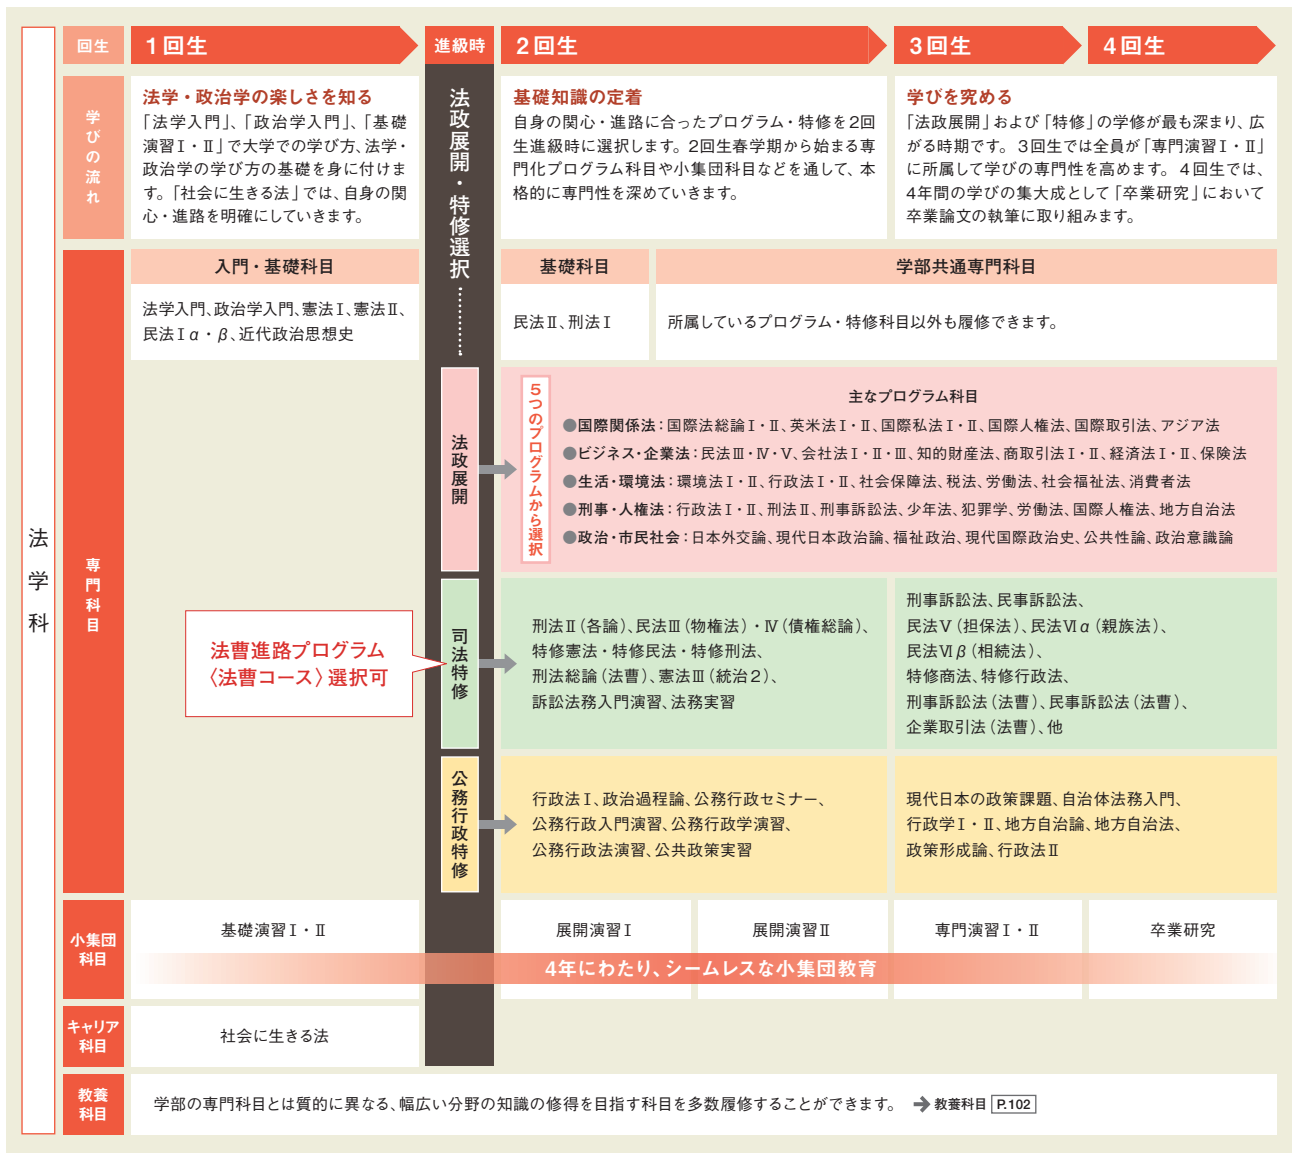 法学科
回生
1回生
進級時
2回生
3回生
4回生
学びの流れ
法学・政治学の楽しさを知る
「法学入門」、「政治学入門」、「基礎
演習Ⅰ・Ⅱ」で大学での学び方、法学・
政治学の学び方の基礎を身に付けま
す。「社会に生きる法」では、自身の関
心・進路を明確にしていきます。
法政展開・特修選択…………
基礎知識の定着
自身の関心・進路に合ったプログラム・特修を2回
生進級時に選択します。2回生春学期から始まる専
門化プログラム科目や小集団科目などを通して、本
格的に専門性を深めていきます。
学びを究める
「法政展開」および「特修」の学修が最も深まり、広
がる時期です。3回生では全員が「専門演習Ⅰ・Ⅱ」
に所属して学びの専門性を高めます。4回生では、
4年間の学びの集大成として「卒業研究」において
卒業論文の執筆に取り組みます。
専門科目
入門・基礎科目
法学入門、政治学入門、憲法Ⅰ、憲法Ⅱ、
民法Ⅰα・β、近代政治思想史
基礎科目
民法Ⅱ、刑法Ⅰ
学部共通専門科目
所属しているプログラム・特修科目以外も履修できます。
法政展開
5つのプログラムから選択
主なプログラム科目
●国際関係法：国際法総論Ⅰ・Ⅱ、英米法Ⅰ・Ⅱ、国際私法Ⅰ・Ⅱ、国際人権法、国際取引法、アジア法
●ビジネス・企業法：民法Ⅲ・Ⅳ・Ⅴ、会社法Ⅰ・Ⅱ・Ⅲ、知的財産法、商取引法Ⅰ・Ⅱ、経済法Ⅰ・Ⅱ、保険法
●生活・環境法：環境法Ⅰ・Ⅱ、行政法Ⅰ・Ⅱ、社会保障法、税法、労働法、社会福祉法、消費者法
●刑事・人権法：行政法Ⅰ・Ⅱ、刑法Ⅱ、刑事訴訟法、少年法、犯罪学、労働法、国際人権法、地方自治法
●政治・市民社会：日本外交論、現代日本政治論、福祉政治、現代国際政治史、公共性論、政治意識論
法曹進路プログラム
〈法曹コース〉選択可
司法特修
刑法Ⅱ（各論）、民法Ⅲ（物権法）・Ⅳ（債権総論）、
特修憲法・特修民法・特修刑法、
刑法総論（法曹）、憲法Ⅲ（統治2）、
訴訟法務入門演習、法務実習
刑事訴訟法、民事訴訟法、
民法Ⅴ（担保法）、民法Ⅵα（親族法）、
民法Ⅵβ（相続法）、
特修商法、特修行政法、
刑事訴訟法（法曹）、民事訴訟法（法曹）、
企業取引法（法曹）、他
公務行政特修
行政法Ⅰ、政治過程論、公務行政セミナー、
公務行政入門演習、公務行政学演習、
公務行政法演習、公共政策実習
現代日本の政策課題、自治体法務入門、
行政学Ⅰ・Ⅱ、地方自治論、地方自治法、
政策形成論、行政法Ⅱ
小集団
科目
基礎演習Ⅰ・Ⅱ
展開演習Ⅰ
展開演習Ⅱ
専門演習Ⅰ・Ⅱ
卒業研究
4年にわたり、シームレスな小集団教育
キャリア
科目
社会に生きる法
教養
科目
学部の専門科目とは質的に異なる、幅広い分野の知識の修得を目指す科目を多数履修することができます。 ➔ 教養科目 P.102